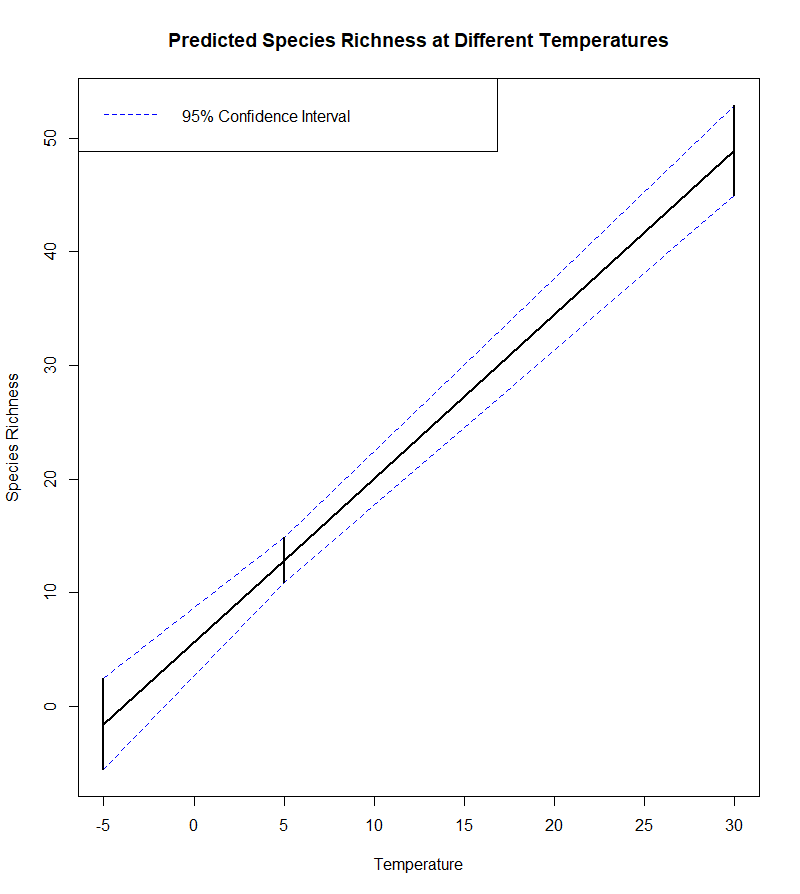 Predicted Species Richness at Different Temperatures
95% Confidence Interval
Species Richness
50
40
30
20
10
0
-5 0 5 10 15 20 25 30
Temperature